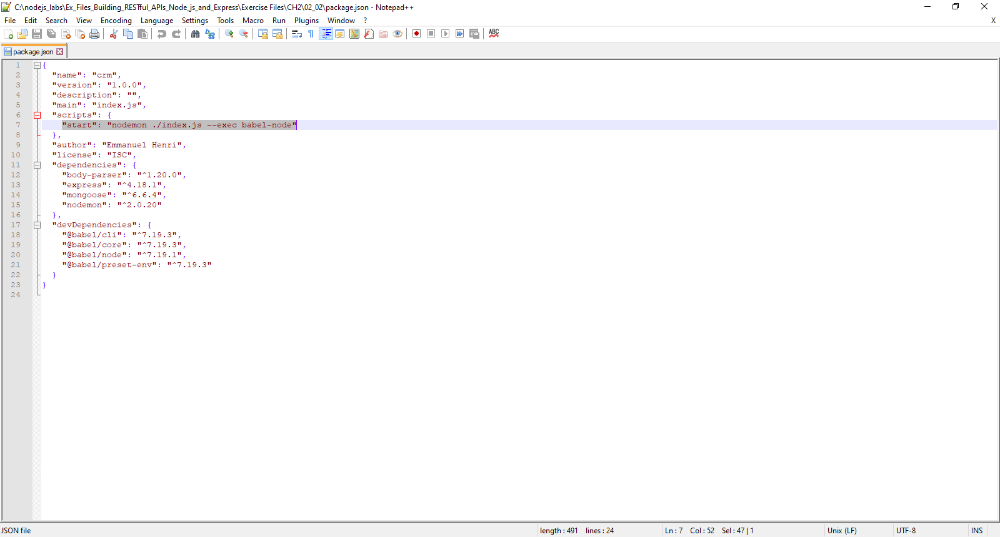 C:\nodejs_labs\Ex_Files_Building_RESTful_APIs_Node_js_and_Express\Exercise Files\CH2\02_02\package.json - Notepad++
File Edit Search View Encoding Language Settings Tools Macro Run Plugins Window ? X
ABC
package.json
1 {
2 "name": "crm",
3 "version": "1.0.0",
4 "description": "",
5 "main": "index.js",
6 "scripts": {
7 "start": "nodemon ./index.js --exec babel-node"
8 },
9 "author": "Emmanuel Henri",
10 "license": "ISC",
11 "dependencies": {
12 "body-parser": "^1.20.0",
13 "express": "^4.18.1",
14 "mongoose": "^6.6.4",
15 "nodemon": "^2.0.20"
16 },
17 "devDependencies": {
18 "@babel/cli": "^7.19.3",
19 "@babel/core": "^7.19.3",
20 "@babel/node": "^7.19.1",
21 "@babel/preset-env": "^7.19.3"
22 }
23 }
24
JSON file length : 491 lines : 24 Ln : 7 Col : 52 Sel : 47 | 1 Unix (LF) UTF-8 INS